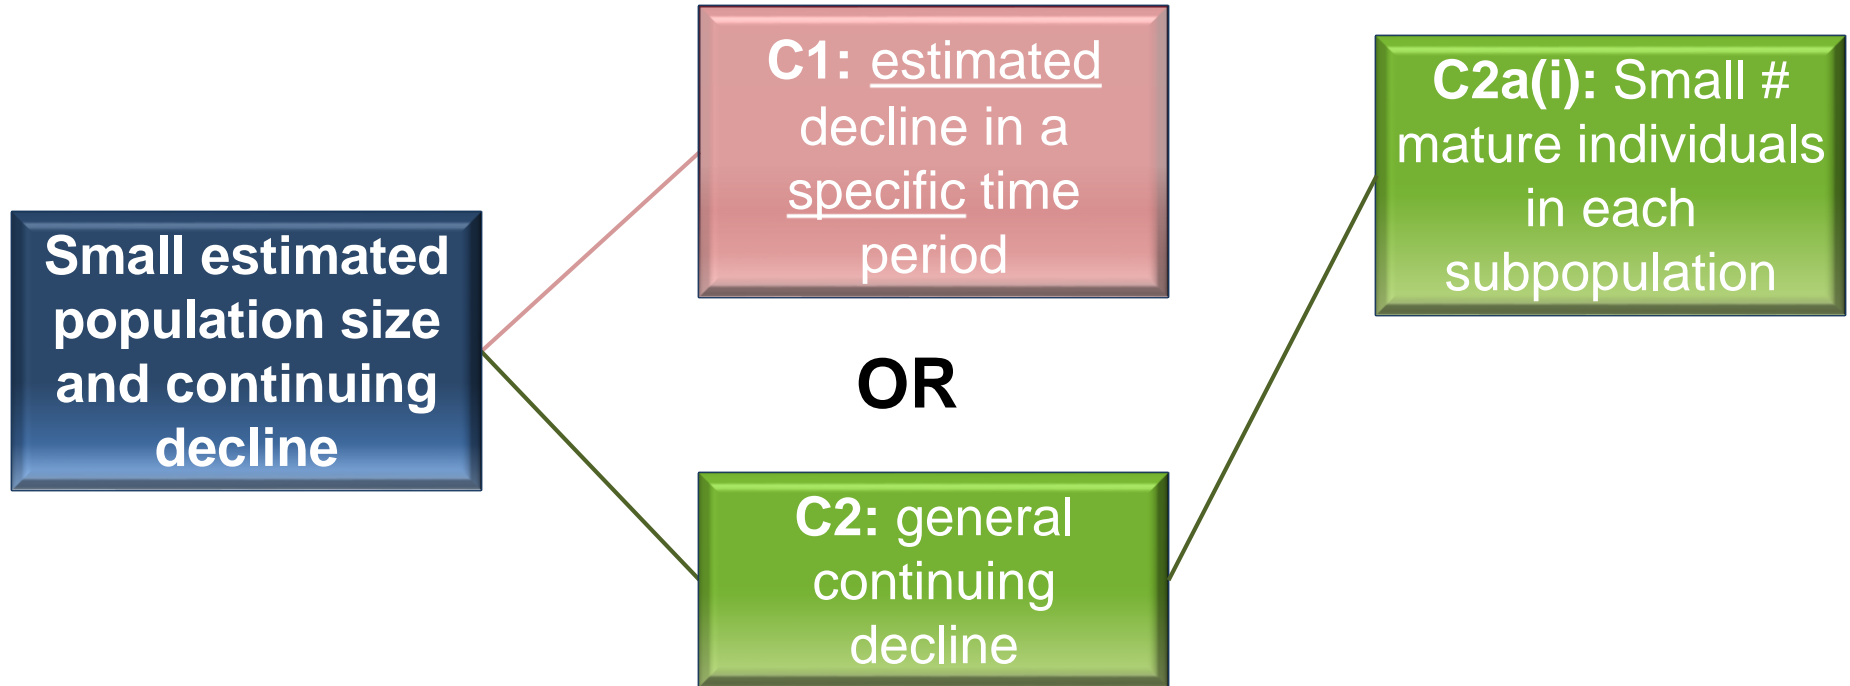 Small estimated
population size
and continuing
decline
C1: estimated
decline in a
specific time
period
OR
C2: general
continuing
decline
C2a(i): Small #
mature individuals
in each
subpopulation